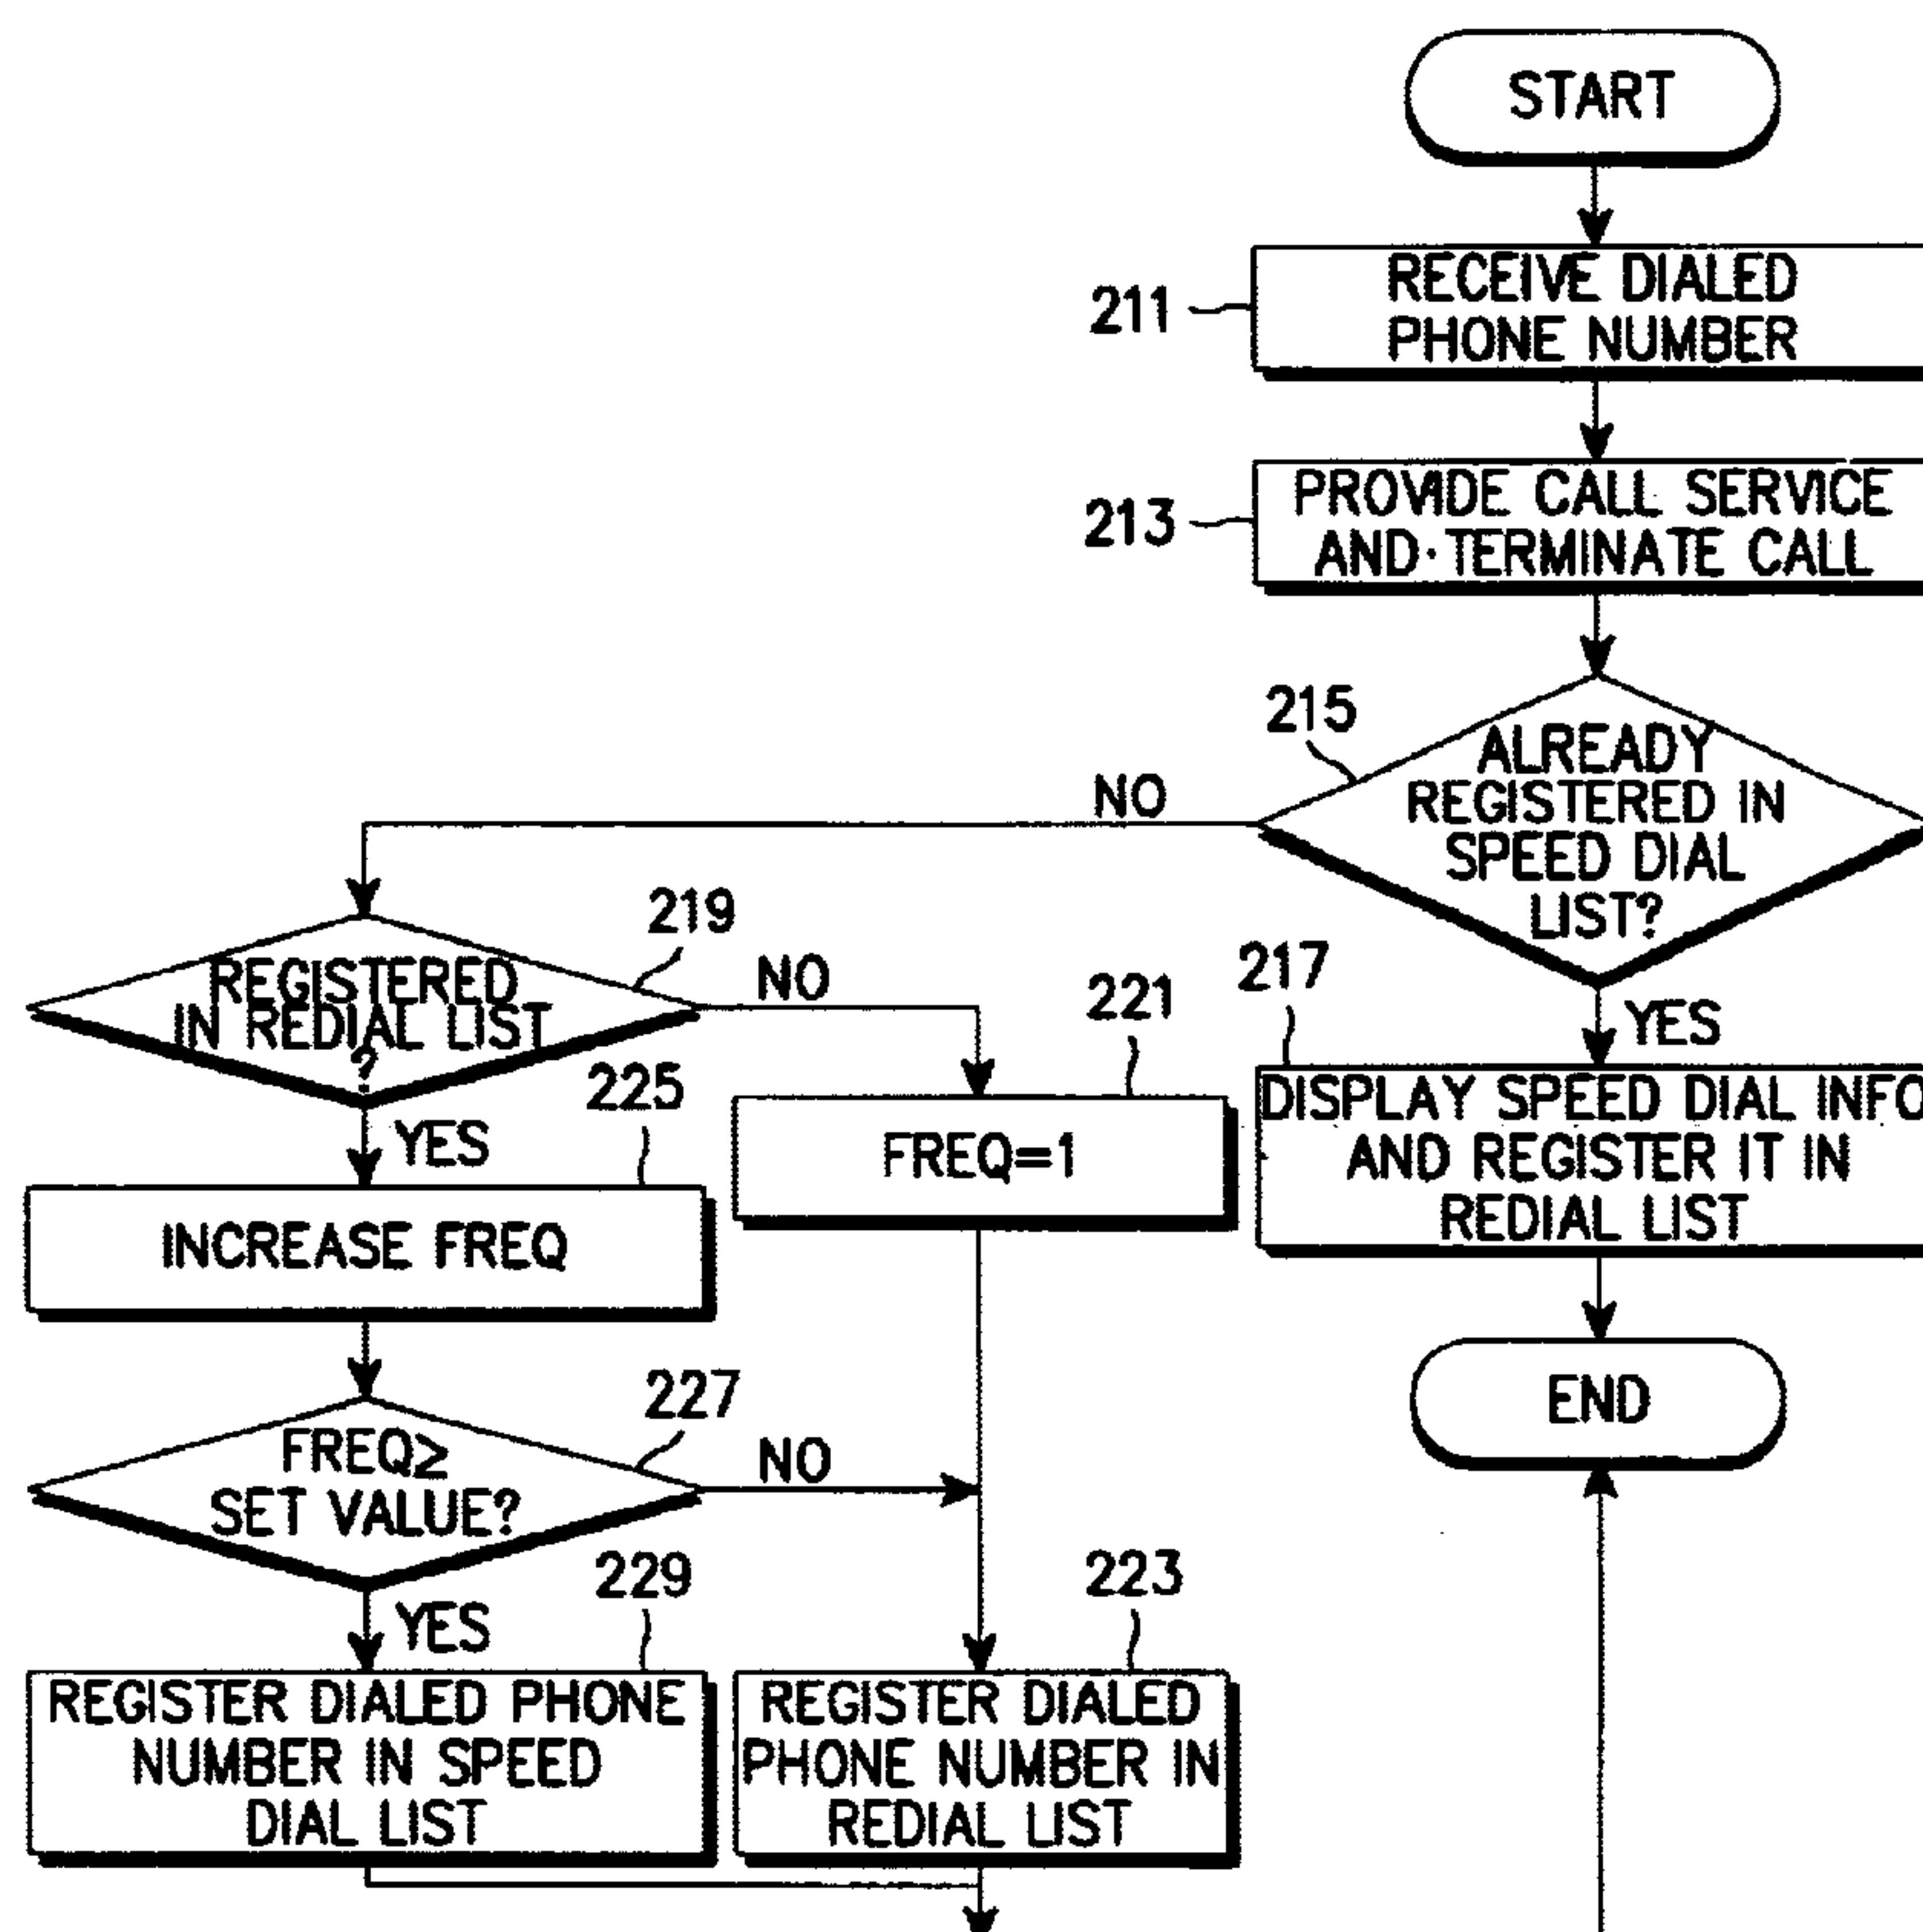 START
211
RECEIVE DIALED
PHONE NUMBER
213
PROVIDE CALL SERVICE
AND·TERMINATE CALL
215
ALREADY
REGISTERED IN
SPEED DIAL
LIST?
NO
YES
219
REGISTERED
IN REDIAL LIST
?
NO
YES
221
FREQ=1
217
DISPLAY SPEED DIAL INFO
AND REGISTER IT IN
REDIAL LIST
225
INCREASE FREQ
END
227
FREQ≥
SET VALUE?
NO
YES
229
REGISTER DIALED PHONE
NUMBER IN SPEED
DIAL LIST
223
REGISTER DIALED
PHONE NUMBER IN
REDIAL LIST